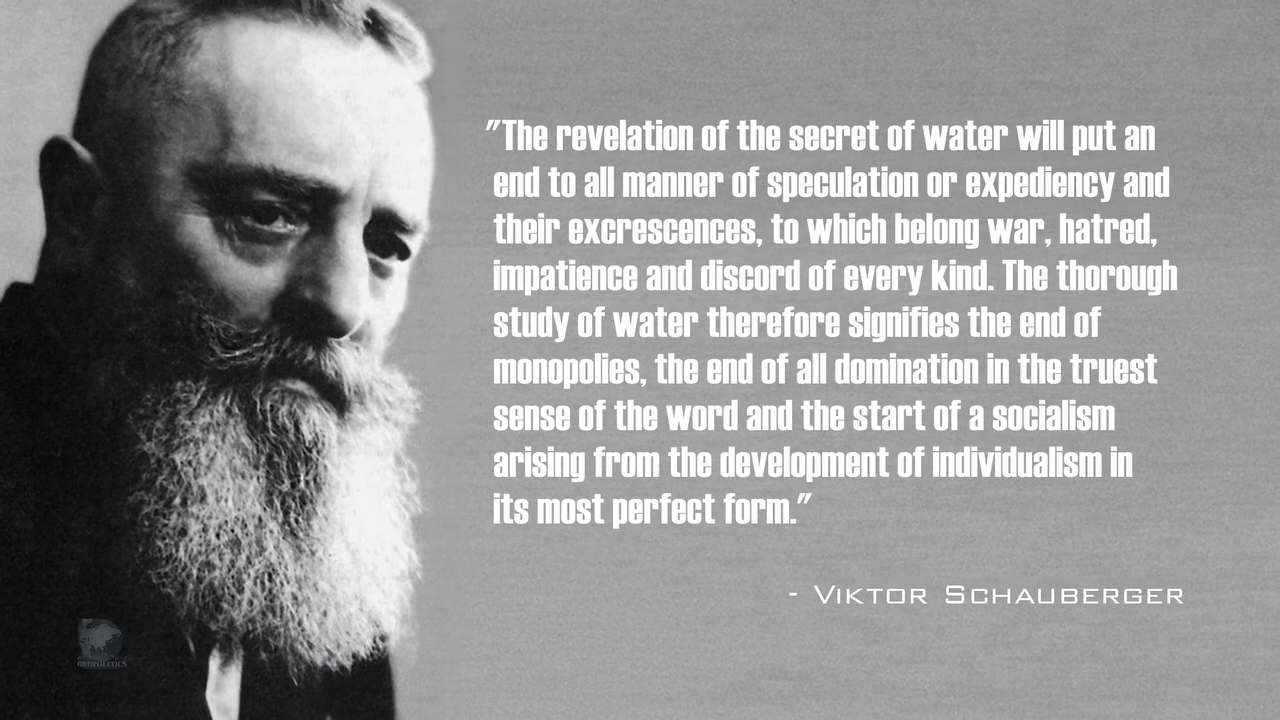 "The revelation of the secret of water will put an
end to all manner of speculation or expediency and
their excrescences, to which belong war, hatred,
impatience and discord of every kind. The thorough
study of water therefore signifies the end of
monopolies, the end of all domination in the truest
sense of the word and the start of a socialism
arising from the development of individualism in
its most perfect form."
- Viktor Schauberger
GEOPOLITICS